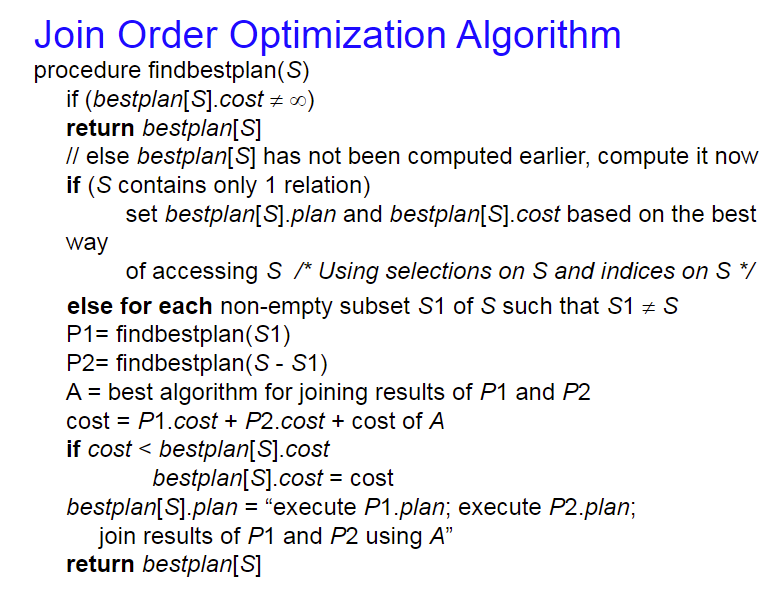 Join Order Optimization Algorithm
procedure findbestplan(S)
if (bestplan[S].cost ≠ ∞)
return bestplan[S]
// else bestplan[S] has not been computed earlier, compute it now
if (S contains only 1 relation)
set bestplan[S].plan and bestplan[S].cost based on the best
way
of accessing S /* Using selections on S and indices on S */
else for each non-empty subset S1 of S such that S1 ≠ S
P1= findbestplan(S1)
P2= findbestplan(S - S1)
A = best algorithm for joining results of P1 and P2
cost = P1.cost + P2.cost + cost of A
if cost < bestplan[S].cost
bestplan[S].cost = cost
bestplan[S].plan = “execute P1.plan; execute P2.plan;
join results of P1 and P2 using A”
return bestplan[S]